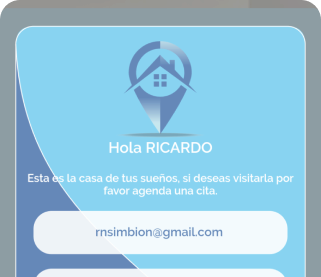 Hola RICARDO
Esta es la casa de tus sueños, si deseas visitarla por
favor agenda una cita.
rnsimbion@gmail.com